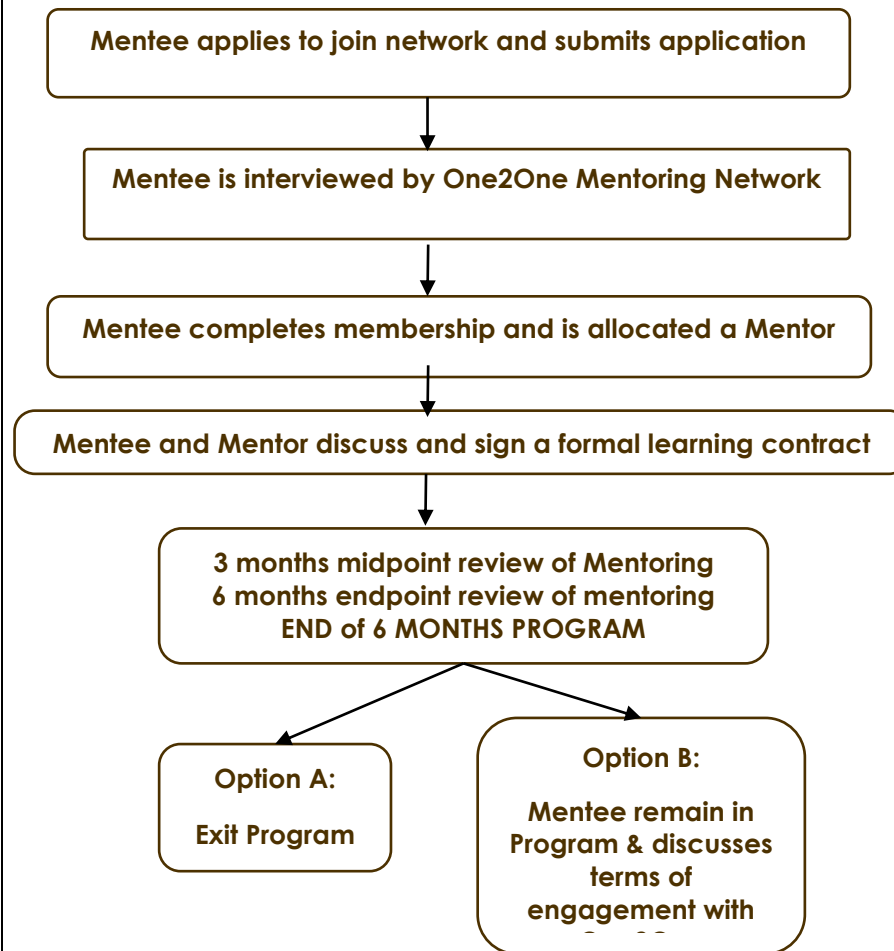 Mentee applies to join network and submits application
Mentee is interviewed by One2One Mentoring Network
Mentee completes membership and is allocated a Mentor
Mentee and Mentor discuss and sign a formal learning contract
3 months midpoint review of Mentoring
6 months endpoint review of mentoring
END of 6 MONTHS PROGRAM
Option A:
Exit Program
Option B:
Mentee remain in
Program & discusses
terms of
engagement with